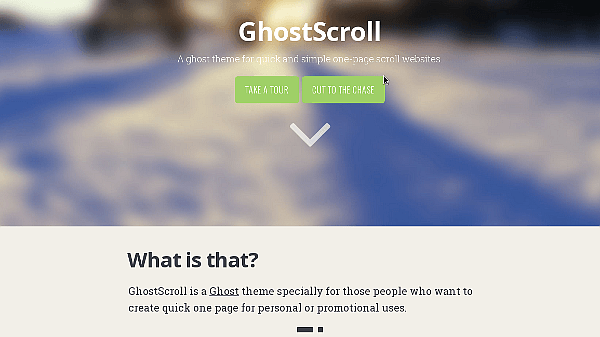 GhostScroll
A ghost theme for quick and simple one-page scroll websites
TAKE A TOUR
CUT TO THE CHASE
What is that?
GhostScroll is a Ghost theme specially for those people who want to
create quick one page for personal or promotional uses.